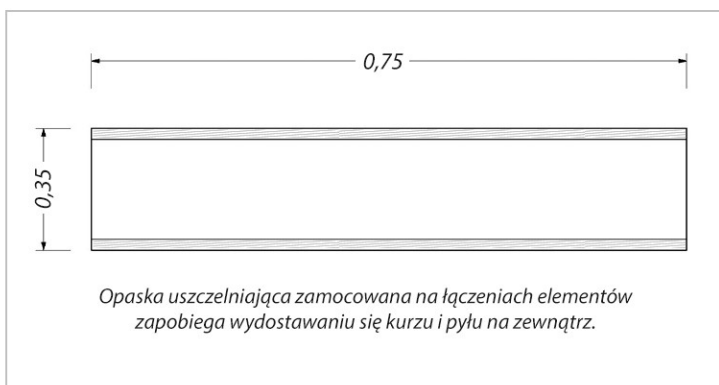 0,75
0,35
Opaska uszczelniająca zamocowana na łączeniach elementów
zapobiega wydostawaniu się kurzu i pyłu na zewnątrz.